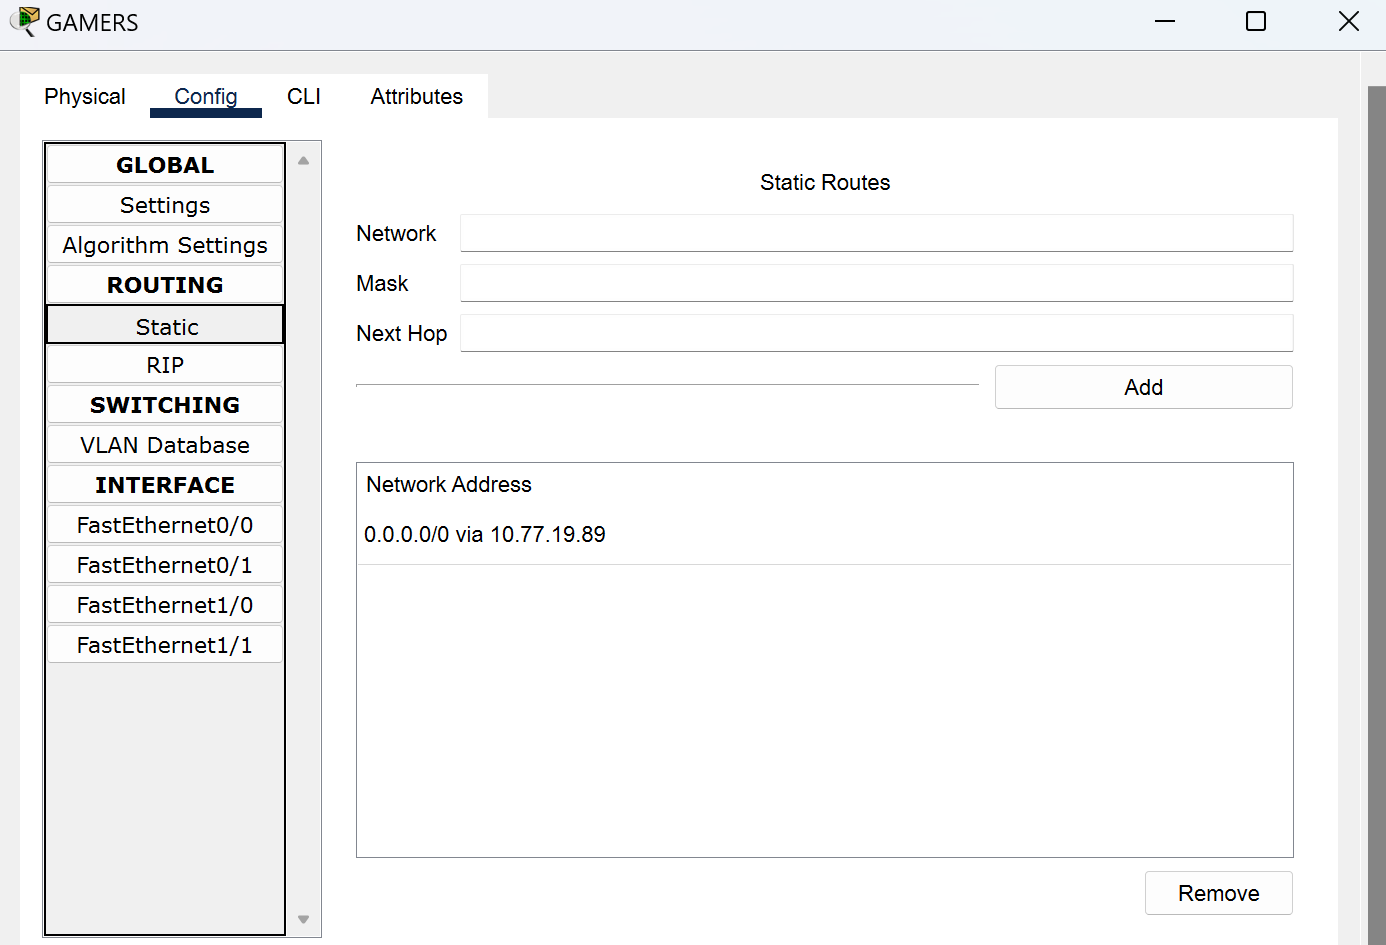 GAMERS
Physical Config CLI Attributes
GLOBAL
Settings
Algorithm Settings
ROUTING
Static
RIP
SWITCHING
VLAN Database
INTERFACE
FastEthernet0/0
FastEthernet0/1
FastEthernet1/0
FastEthernet1/1
Static Routes
Network
Mask
Next Hop
Add
Network Address
0.0.0.0/0 via 10.77.19.89
Remove